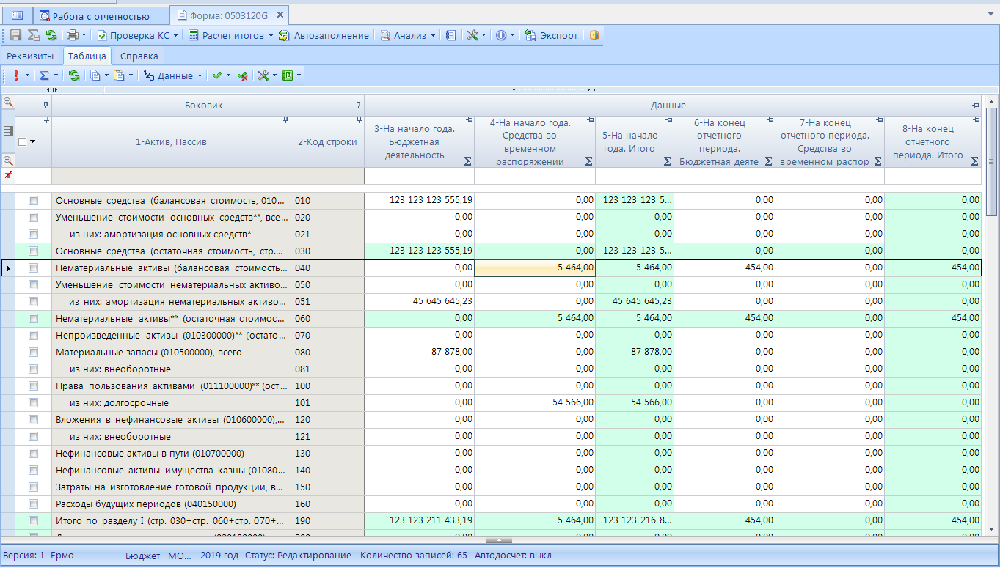 Работа с отчетностью Форма: 0503120G
Проверка КС Расчет итогов Автозаполнение Анализ Экспорт
Реквизиты Таблица Справка
Данные
Боковик Данные
1-Актив, Пассив 2-Код строки
3-На начало года.
Бюджетная
деятельность
4-На начало года.
Средства во
временном
распоряжении
5-На начало
года. Итого
6-На конец
отчетного
периода.
Бюджетная деяте
7-На конец
отчетного периода.
Средства во
временном распор
8-На конец
отчетного
периода. Итого
Основные средства (балансовая стоимость, 010... 010 123 123 123 555,19 0,00 123 123 123 5... 0,00 0,00 0,00
Уменьшение стоимости основных средств**, все... 020 0,00 0,00 0,00 0,00 0,00 0,00
из них: амортизация основных средств* 021 0,00 0,00 0,00 0,00 0,00 0,00
Основные средства (остаточная стоимость, стр.... 030 123 123 123 555,19 0,00 123 123 123 5... 0,00 0,00 0,00
Нематериальные активы (балансовая стоимость... 040 0,00 5 464,00 5 464,00 454,00 0,00 454,00
Уменьшение стоимости нематериальных активо... 050 0,00 0,00 0,00 0,00 0,00 0,00
из них: амортизация нематериальных активо... 051 45 645 645,23 0,00 45 645 645,23 0,00 0,00 0,00
Нематериальные активы** (остаточная стоимос... 060 0,00 5 464,00 5 464,00 454,00 0,00 454,00
Непроизведенные активы (010300000)** (остато... 070 0,00 0,00 0,00 0,00 0,00 0,00
Материальные запасы (010500000), всего 080 87 878,00 0,00 87 878,00 0,00 0,00 0,00
из них: внеоборотные 081 0,00 0,00 0,00 0,00 0,00 0,00
Права пользования активами (011100000)** (ост... 100 0,00 0,00 0,00 0,00 0,00 0,00
из них: долгосрочные 101 0,00 54 566,00 54 566,00 0,00 0,00 0,00
Вложения в нефинансовые активы (010600000),... 120 0,00 0,00 0,00 0,00 0,00 0,00
из них: внеоборотные 121 0,00 0,00 0,00 0,00 0,00 0,00
Нефинансовые активы в пути (010700000) 130 0,00 0,00 0,00 0,00 0,00 0,00
Нефинансовые активы имущества казны (01080... 140 0,00 0,00 0,00 0,00 0,00 0,00
Затраты на изготовление готовой продукции, в... 150 0,00 0,00 0,00 0,00 0,00 0,00
Расходы будущих периодов (040150000) 160 0,00 0,00 0,00 0,00 0,00 0,00
Итого по разделу I (стр. 030+стр. 060+стр. 070+... 190 123 123 211 433,19 5 464,00 123 123 216 8... 454,00 0,00 454,00
Версия: 1 Ермо Бюджет МО... 2019 год Статус: Редактирование Количество записей: 65 Автодосчет: выкл